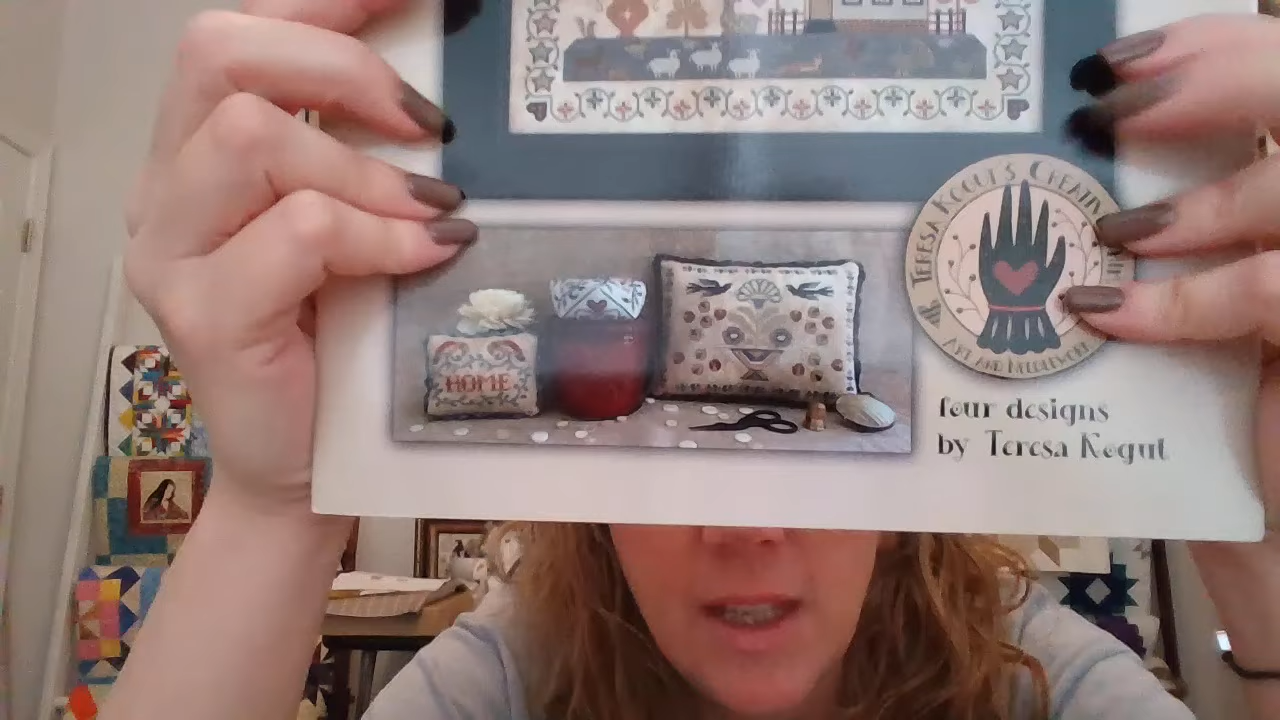 TERESA KOGUT'S CREATIV
ART AND NEEDLEWORK
HOME
four designs
by Teresa Kogut